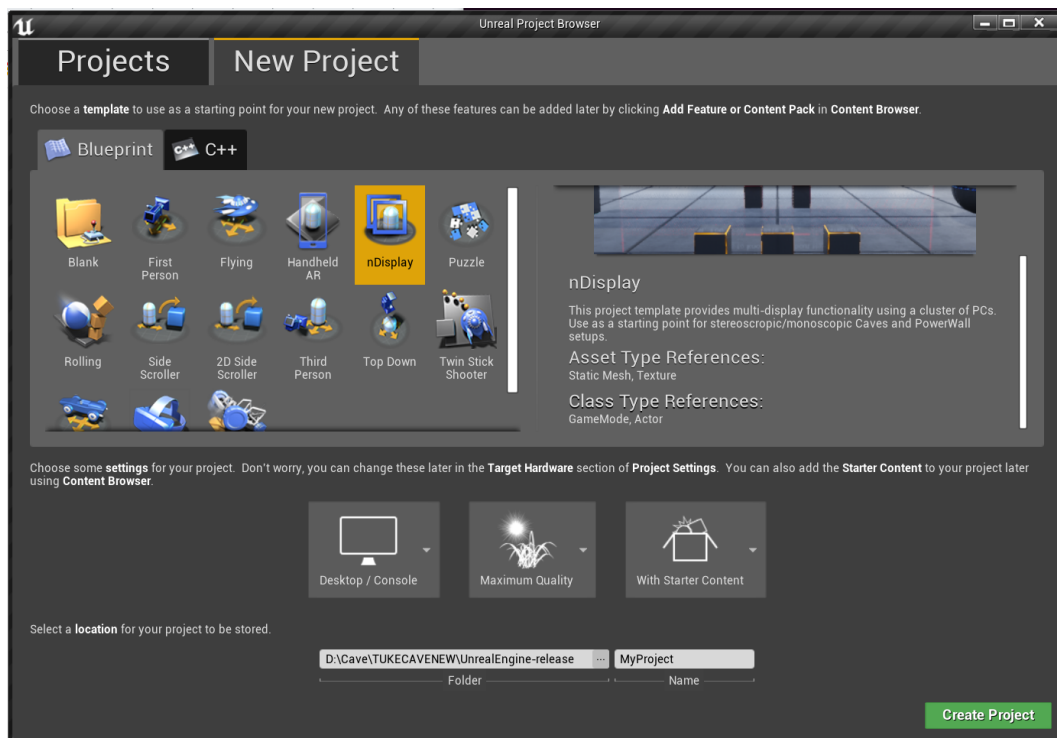 Unreal Project Browser
Projects
New Project
Choose a template to use as a starting point for your new project. Any of these features can be added later by clicking Add Feature or Content Pack in Content Browser.
Blueprint
C++
C++
Blank
First
Person
Flying
Handheld
AR
nDisplay
Puzzle
Rolling
Side
Scroller
2D Side
Scroller
Third
Person
Top Down
Twin Stick
Shooter
nDisplay
This project template provides multi-display functionality using a cluster of PCs.
Use as a starting point for stereoscropic/monoscopic Caves and PowerWall
setups.
Asset Type References:
Static Mesh, Texture
Class Type References:
GameMode, Actor
Choose some settings for your project. Don't worry, you can change these later in the Target Hardware section of Project Settings. You can also add the Starter Content to your project later
using Content Browser.
Desktop / Console
Maximum Quality
With Starter Content
Select a location for your project to be stored.
D:\Cave\TUKECAVENEW\UnrealEngine-release
...
MyProject
Folder
Name
Create Project